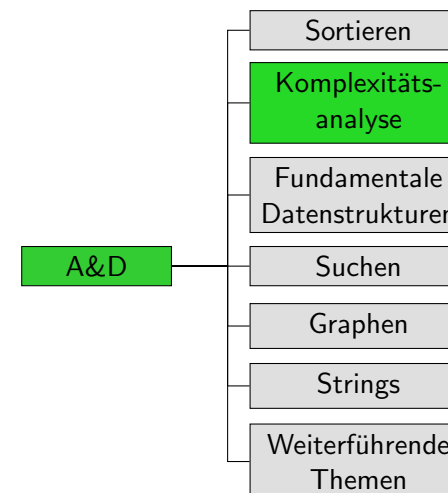 Sortieren
Komplexitäts-
analyse
Fundamentale
Datenstrukturen
A&D
Suchen
Graphen
Strings
Weiterführende
Themen